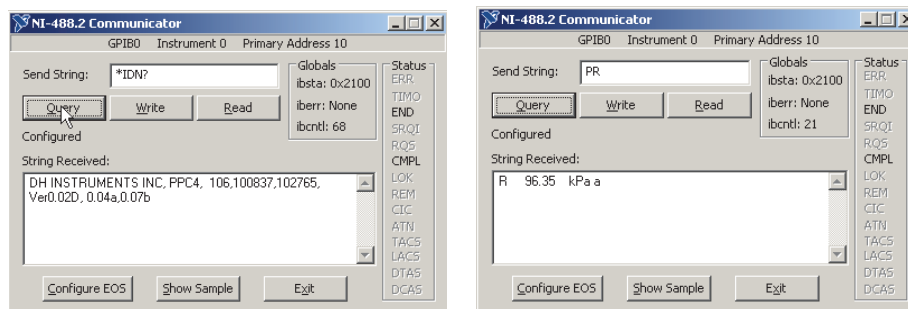 NI-488.2 Communicator
GPIB0 Instrument 0 Primary Address 10
Send String: *IDN?
Query Write Read
Configured
Globals
ibsta: 0x2100
iberr: None
ibcntl: 68
String Received:
DH INSTRUMENTS INC, PPC4, 106,100837,102765,
Ver0.02D, 0.04a,0.07b
Configure EOS Show Sample Exit
Status
ERR
TIMO
END
SRQI
RQS
CMPL
LOK
REM
CIC
ATN
TACS
LACS
DTAS
DCAS
NI-488.2 Communicator
GPIB0 Instrument 0 Primary Address 10
Send String: PR
Query Write Read
Configured
Globals
ibsta: 0x2100
iberr: None
ibcntl: 21
String Received:
R 96.35 kPa a
Configure EOS Show Sample Exit
Status
ERR
TIMO
END
SRQI
RQS
CMPL
LOK
REM
CIC
ATN
TACS
LACS
DTAS
DCAS